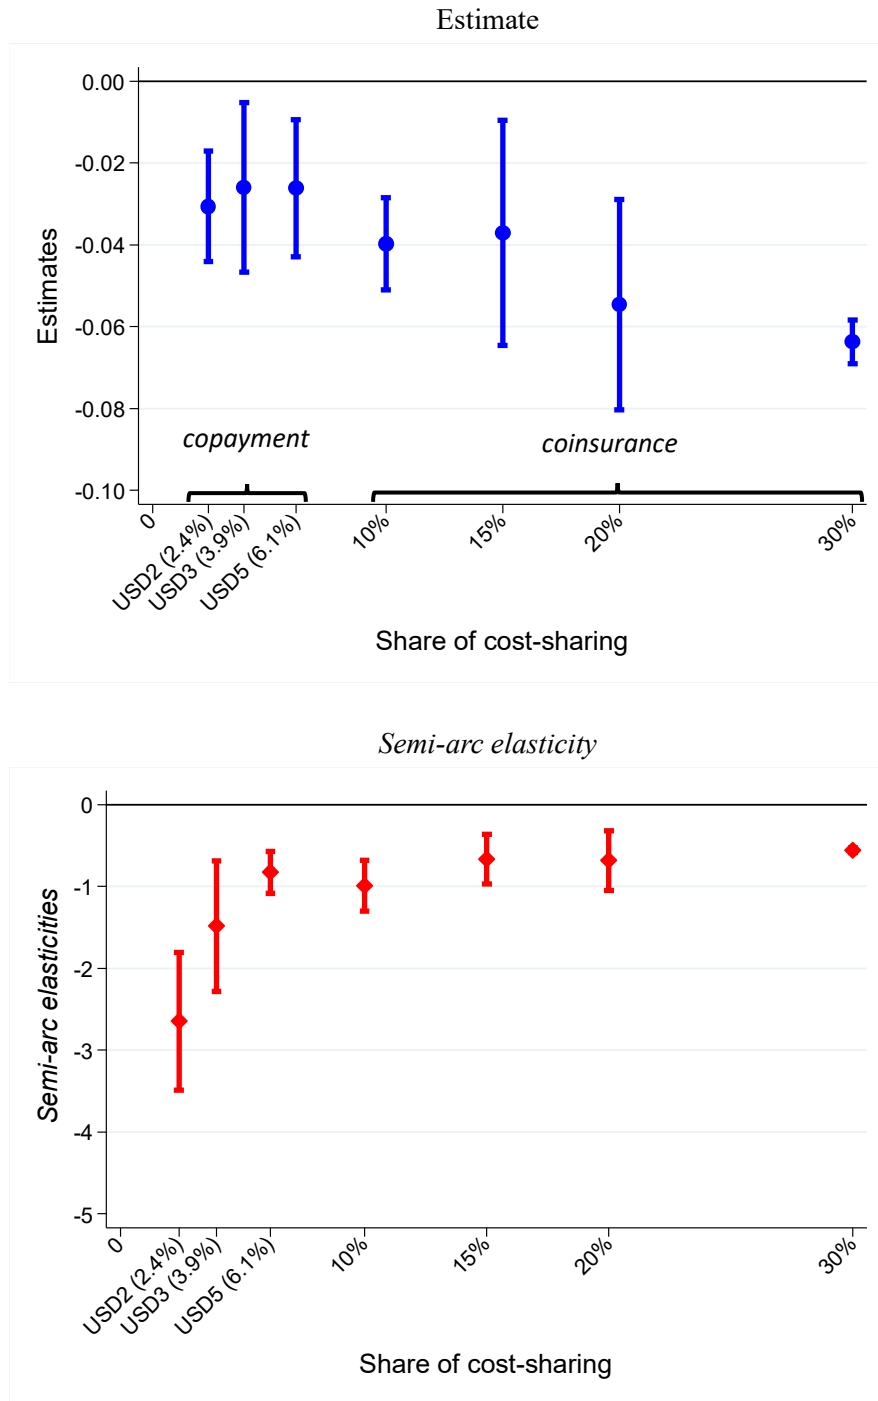 Estimate
0.00
-0.02
-0.04
-0.06
-0.08
-0.10
Estimates
copayment
coinsurance
0
USD2 (2.4%)
USD3 (3.9%)
USD5 (6.1%)
10%
15%
20%
30%
Share of cost-sharing
Semi-arc elasticity
0
-1
-2
-3
-4
-5
Semi-arc elasticities
0
USD2 (2.4%)
USD3 (3.9%)
USD5 (6.1%)
10%
15%
20%
30%
Share of cost-sharing